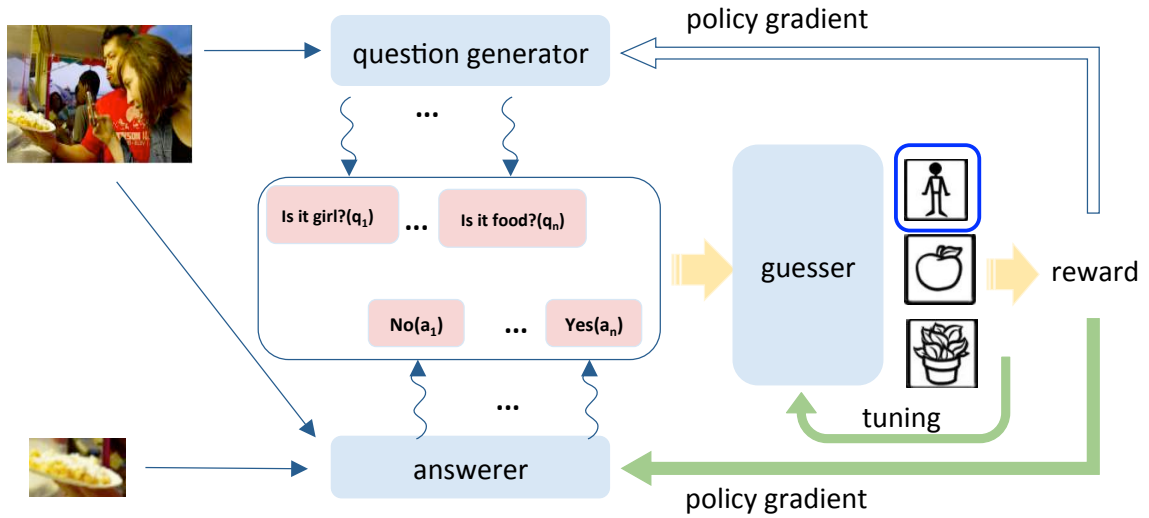 policy gradient
question generator
...
Is it girl?(q1)
...
Is it food?(qn)
guesser
reward
No(a1)
...
Yes(an)
...
tuning
answerer
policy gradient